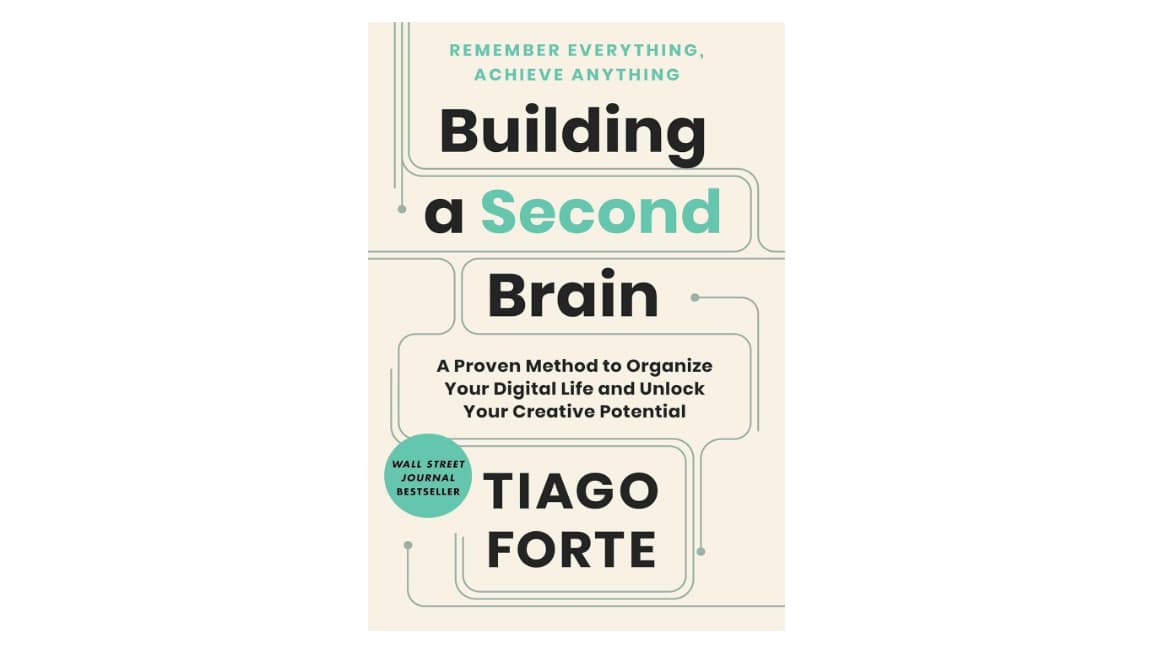 REMEMBER EVERYTHING,
ACHIEVE ANYTHING
Building
a Second
Brain
A Proven Method to Organize
Your Digital Life and Unlock
Your Creative Potential
WALL STREET
JOURNAL
BESTSELLER
TIAGO
FORTE